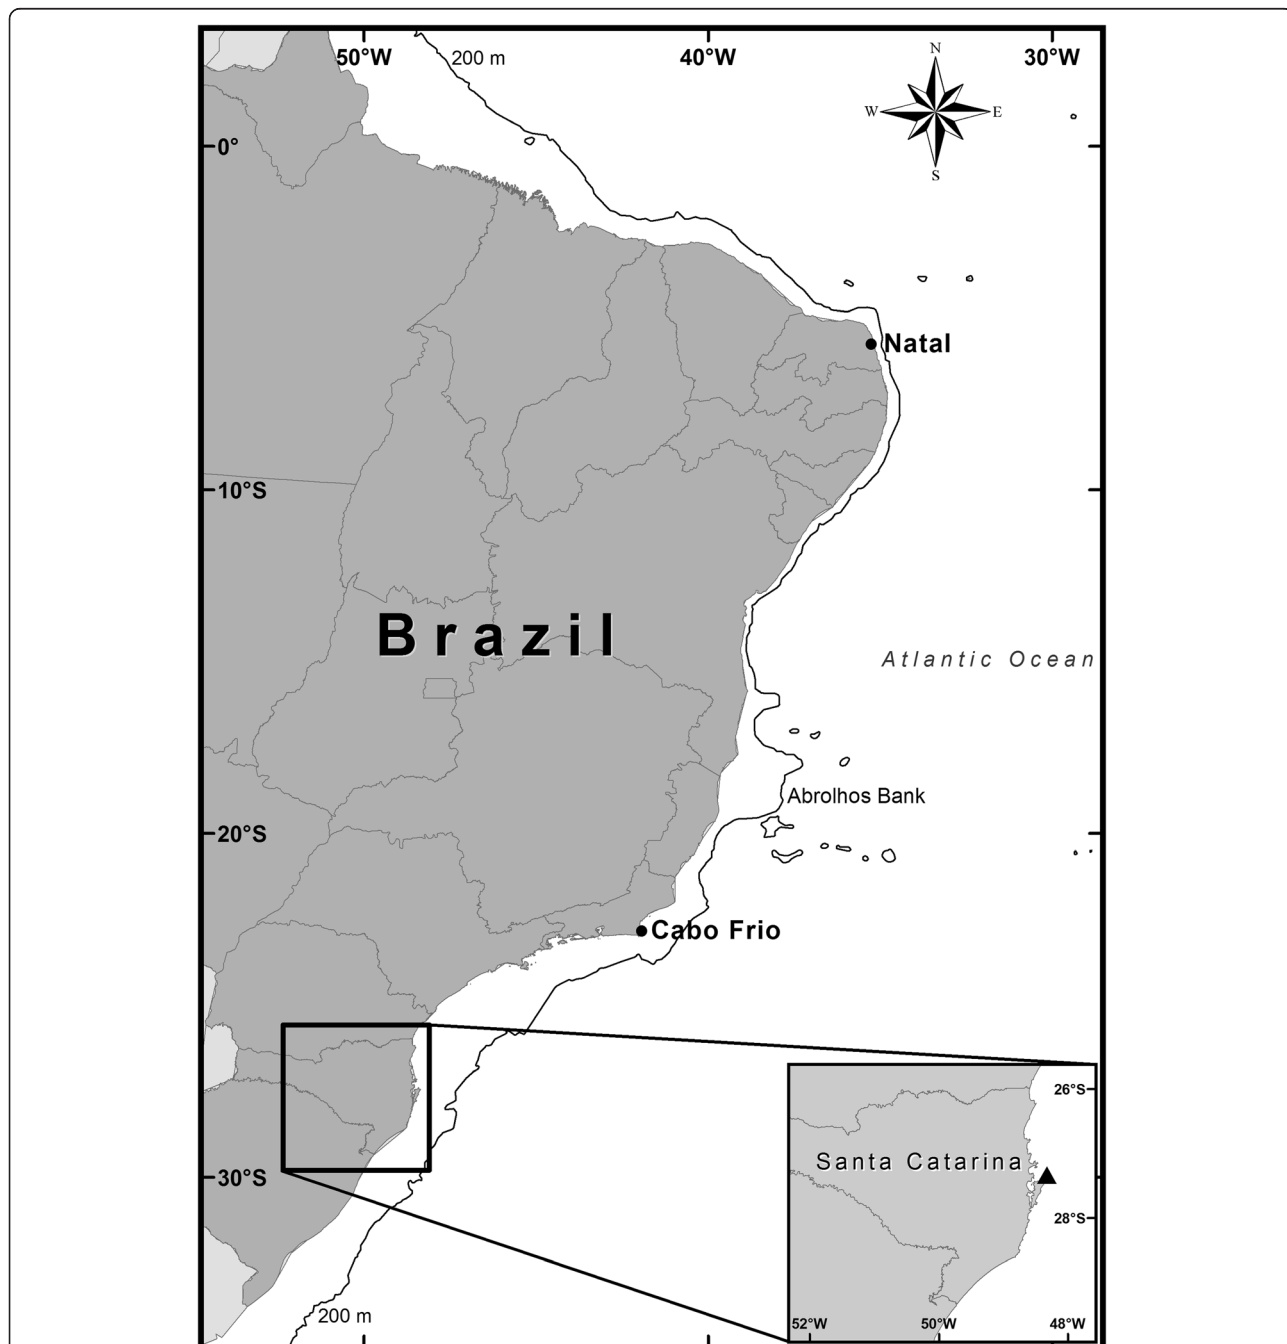 50°W
200 m
40°W
30°W
N
W
E
S
0°
Natal
10°S
Brazil
Atlantic Ocean
Abrolhos Bank
20°S
Cabo Frio
26°S
Santa Catarina
30°S
28°S
200 m
52°W
50°W
48°W